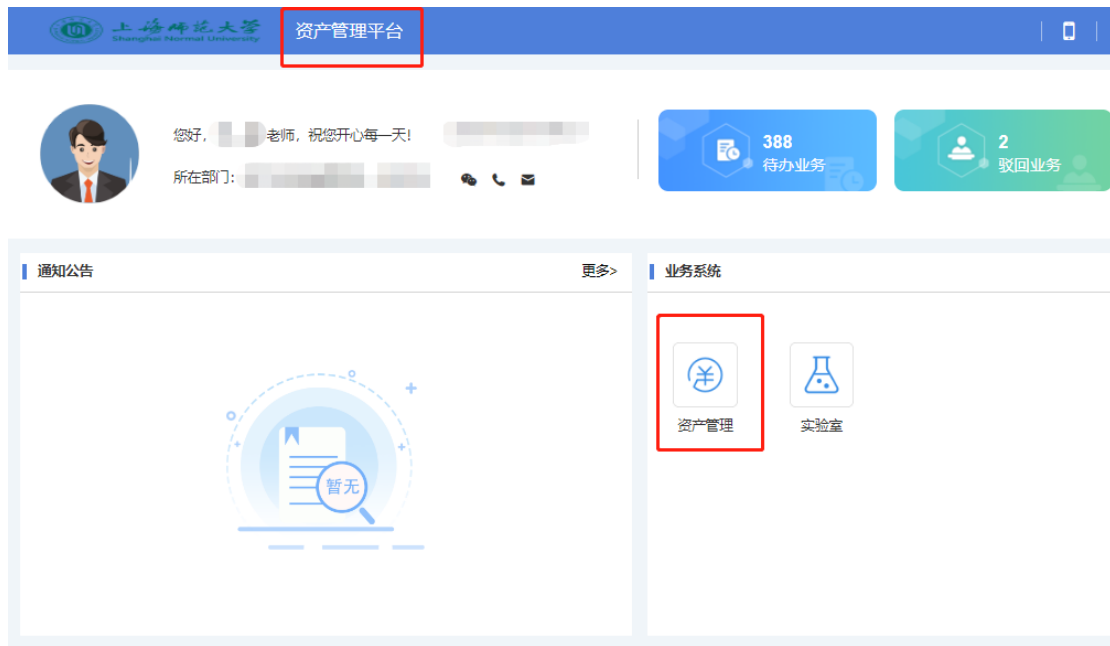 上海师范大学
Shanghai Normal University
资产管理平台
您好, 老师, 祝您开心每一天!
所在部门:
388
待办业务
2
驳回业务
通知公告
更多>
业务系统
暂无
资产管理
实验室